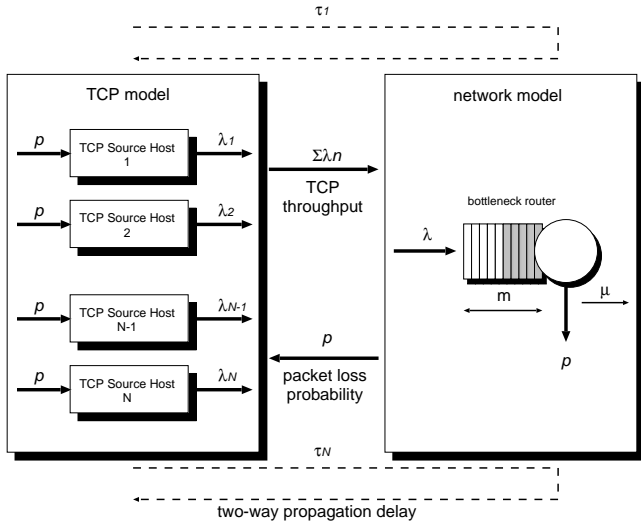 τ1
TCP model
network model
p
TCP Source Host
1
λ1
p
TCP Source Host
2
λ2
p
TCP Source Host
N-1
λN-1
p
TCP Source Host
N
λN
Σλn
TCP
throughput
p
packet loss
probability
bottleneck router
λ
m
μ
p
τN
two-way propagation delay